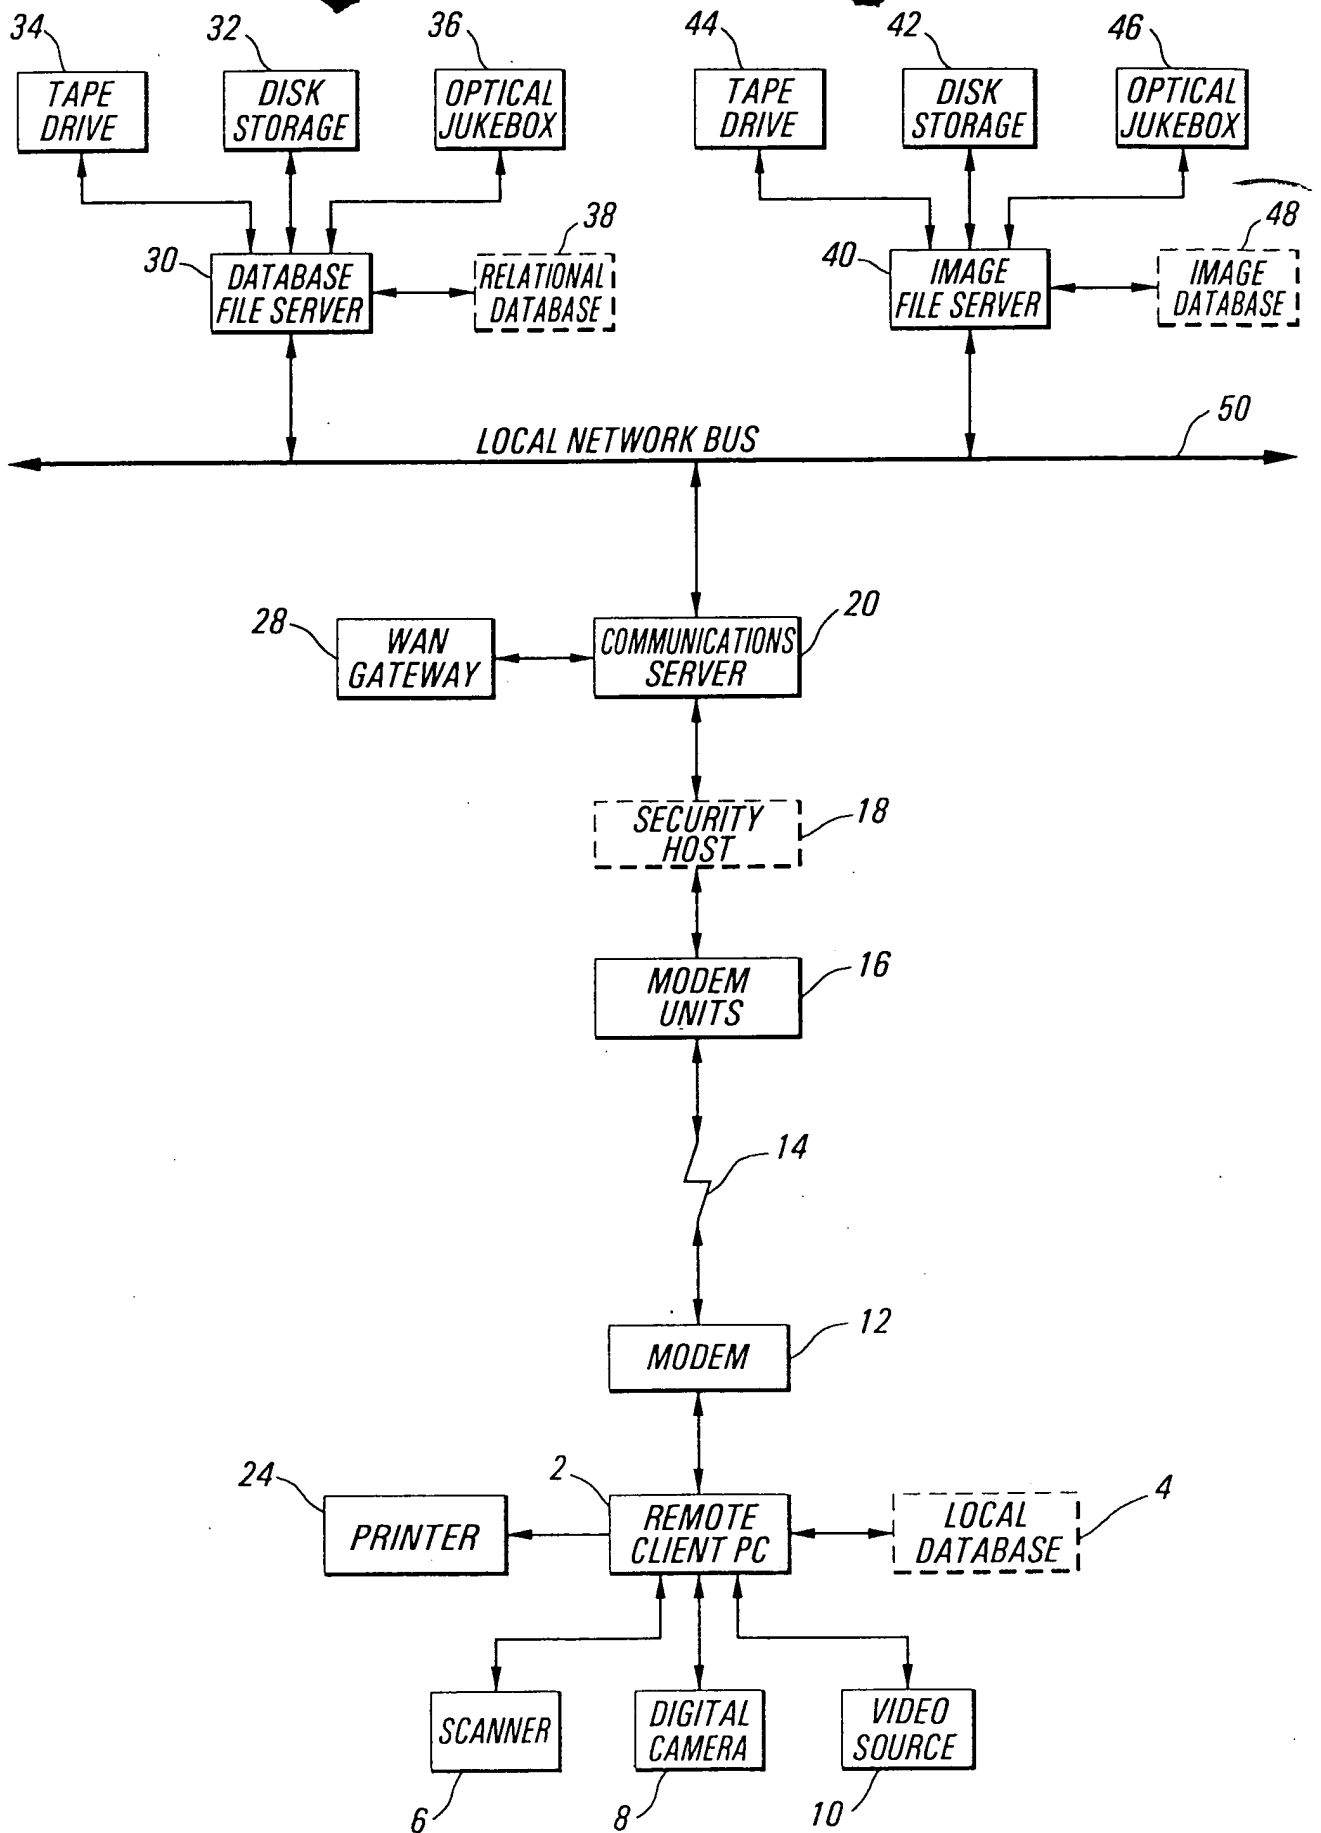 34 32 36 44 42 46
TAPE DRIVE
DISK STORAGE
OPTICAL JUKEBOX
TAPE DRIVE
DISK STORAGE
OPTICAL JUKEBOX
30
DATABASE FILE SERVER
38
RELATIONAL DATABASE
40
IMAGE FILE SERVER
48
IMAGE DATABASE
LOCAL NETWORK BUS
50
28
WAN GATEWAY
COMMUNICATIONS SERVER
20
SECURITY HOST
18
MODEM UNITS
16
14
MODEM
12
24
PRINTER
2
REMOTE CLIENT PC
LOCAL DATABASE
4
SCANNER
DIGITAL CAMERA
VIDEO SOURCE
6 8 10